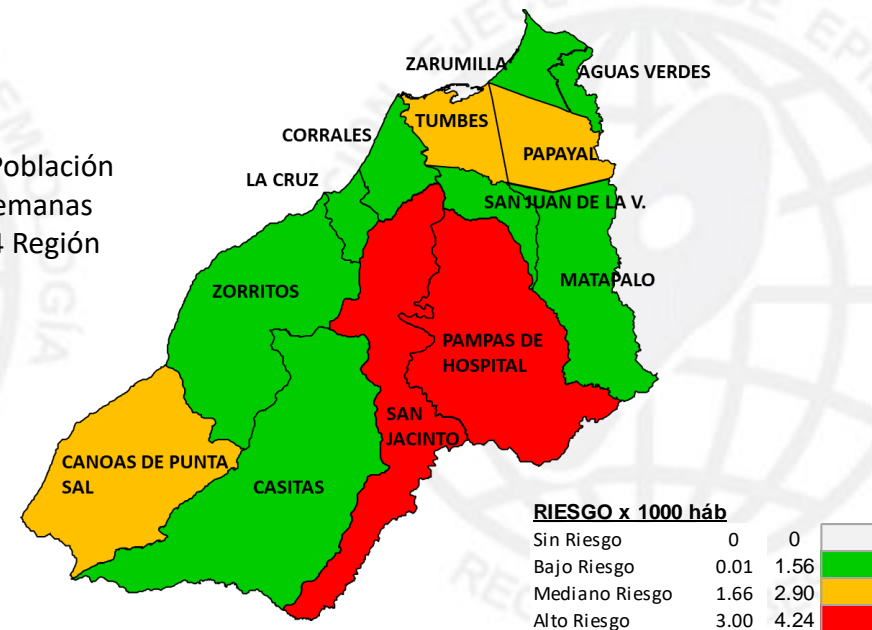 ZARUMILLA
AGUAS VERDES
TUMBES
CORRALES
PAPAYAL
LA CRUZ
SAN JUAN DE LA V.
MATAPALO
ZORRITOS
PAMPAS DE
HOSPITAL
SAN
JACINTO
CANOAS DE PUNTA
SAL
CASITAS
Población
emanas
4 Región
RIESGO x 1000 háb
Sin Riesgo 0 0
Bajo Riesgo 0.01 1.56
Mediano Riesgo 1.66 2.90
Alto Riesgo 3.00 4.24